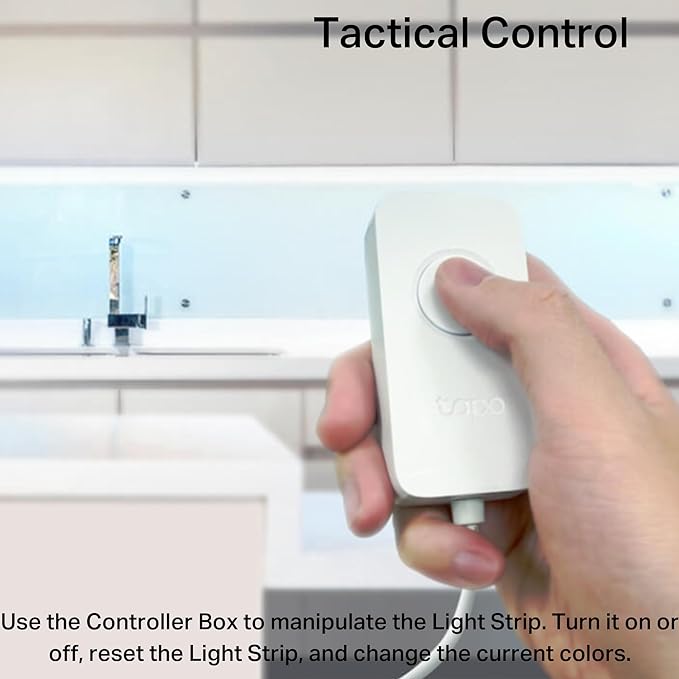 Tactical Control
tapo
Use the Controller Box to manipulate the Light Strip. Turn it on or
off, reset the Light Strip, and change the current colors.